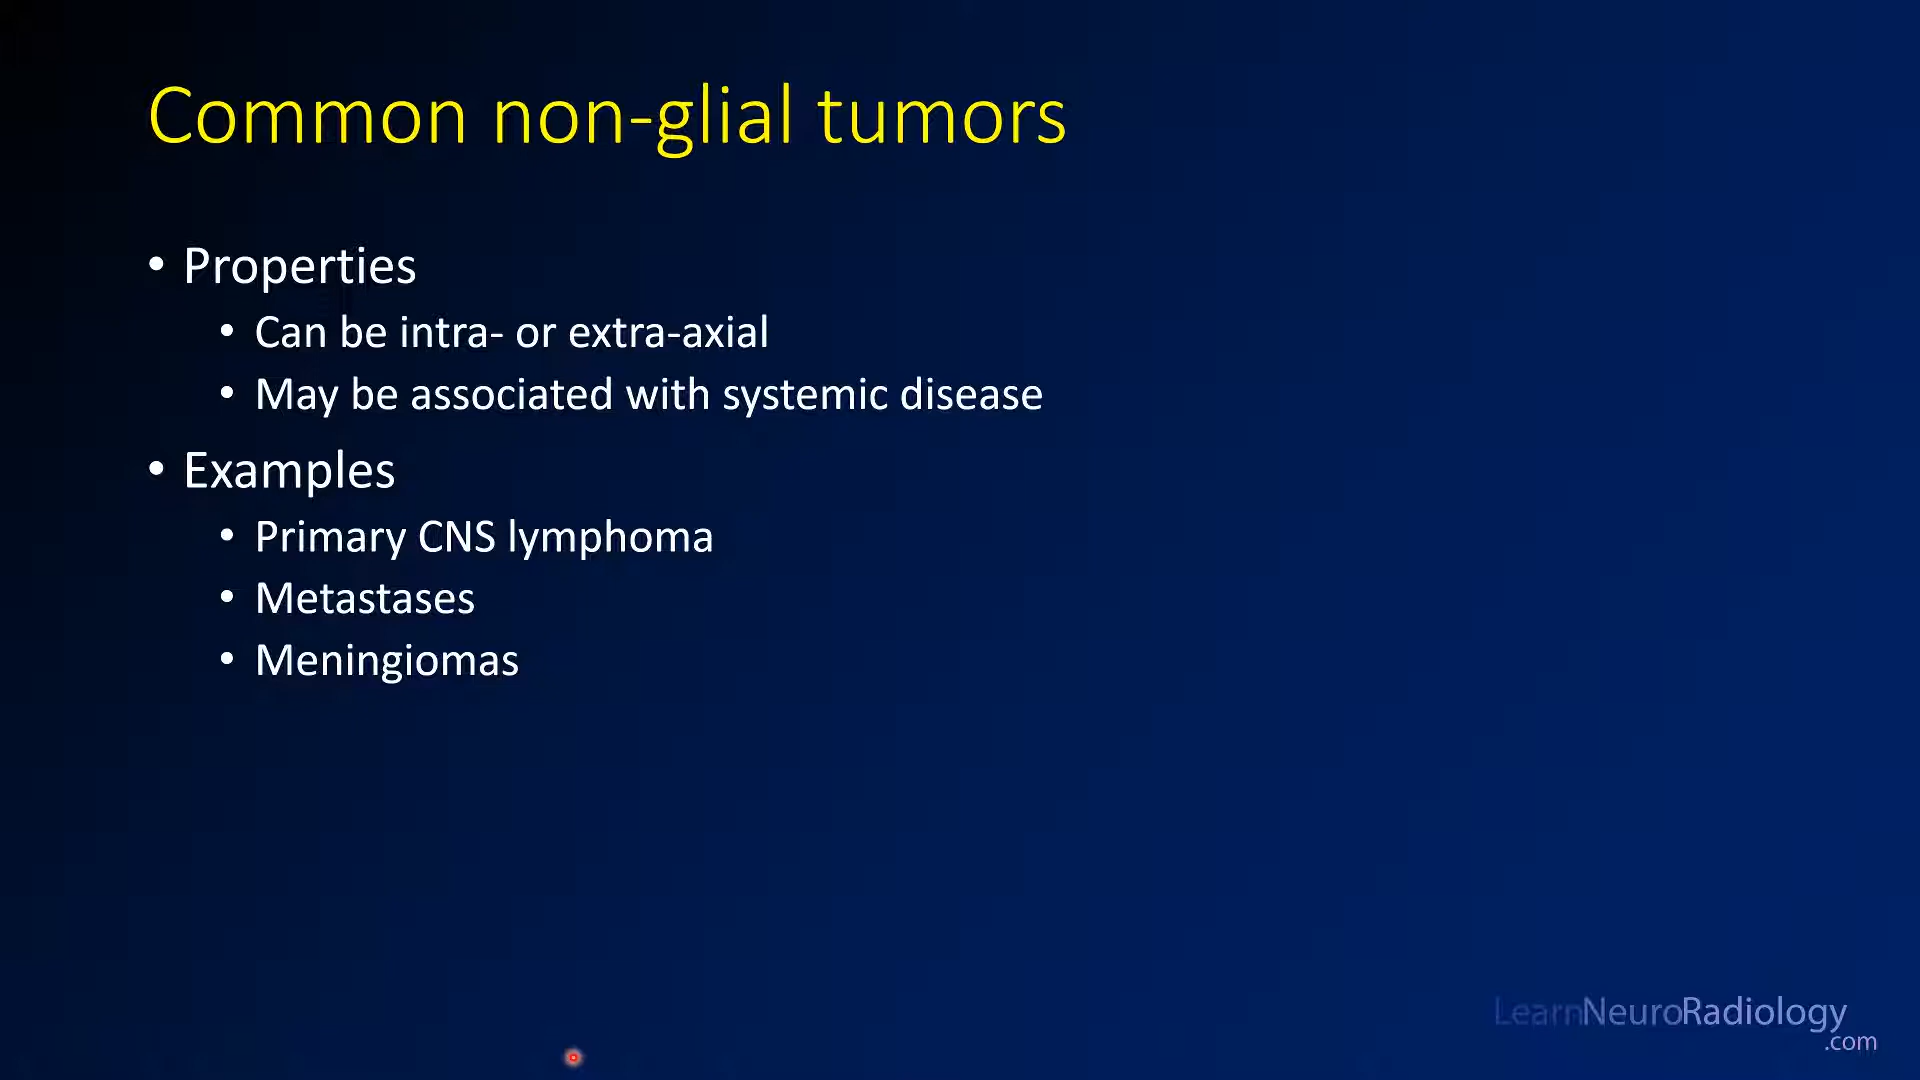 Common non-glial tumors
• Properties
• Can be intra- or extra-axial
• May be associated with systemic disease
• Examples
• Primary CNS lymphoma
• Metastases
• Meningiomas
LearnNeuroRadiology
.com